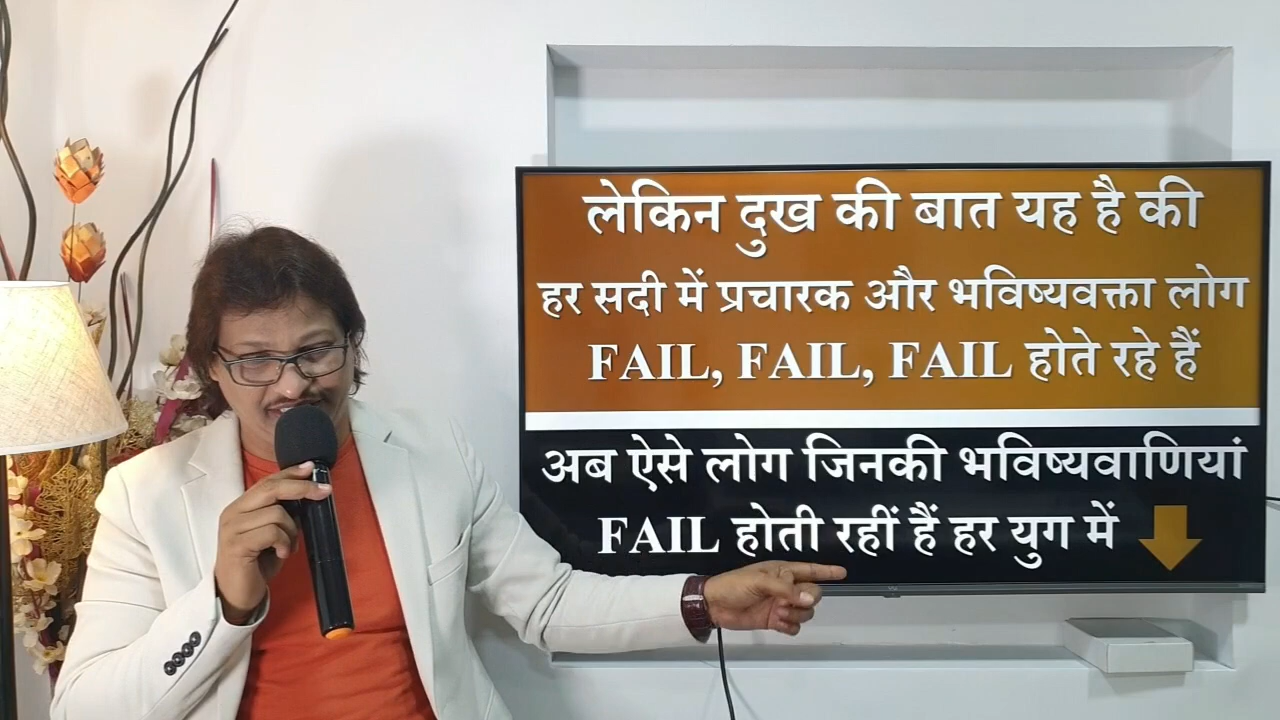 लेकिन दुख की बात यह है की
हर सदी में प्रचारक और भविष्यवक्ता लोग
FAIL, FAIL, FAIL होते रहे हैं
अब ऐसे लोग जिनकी भविष्यवाणियां
FAIL होती रहीं हैं हर युग में